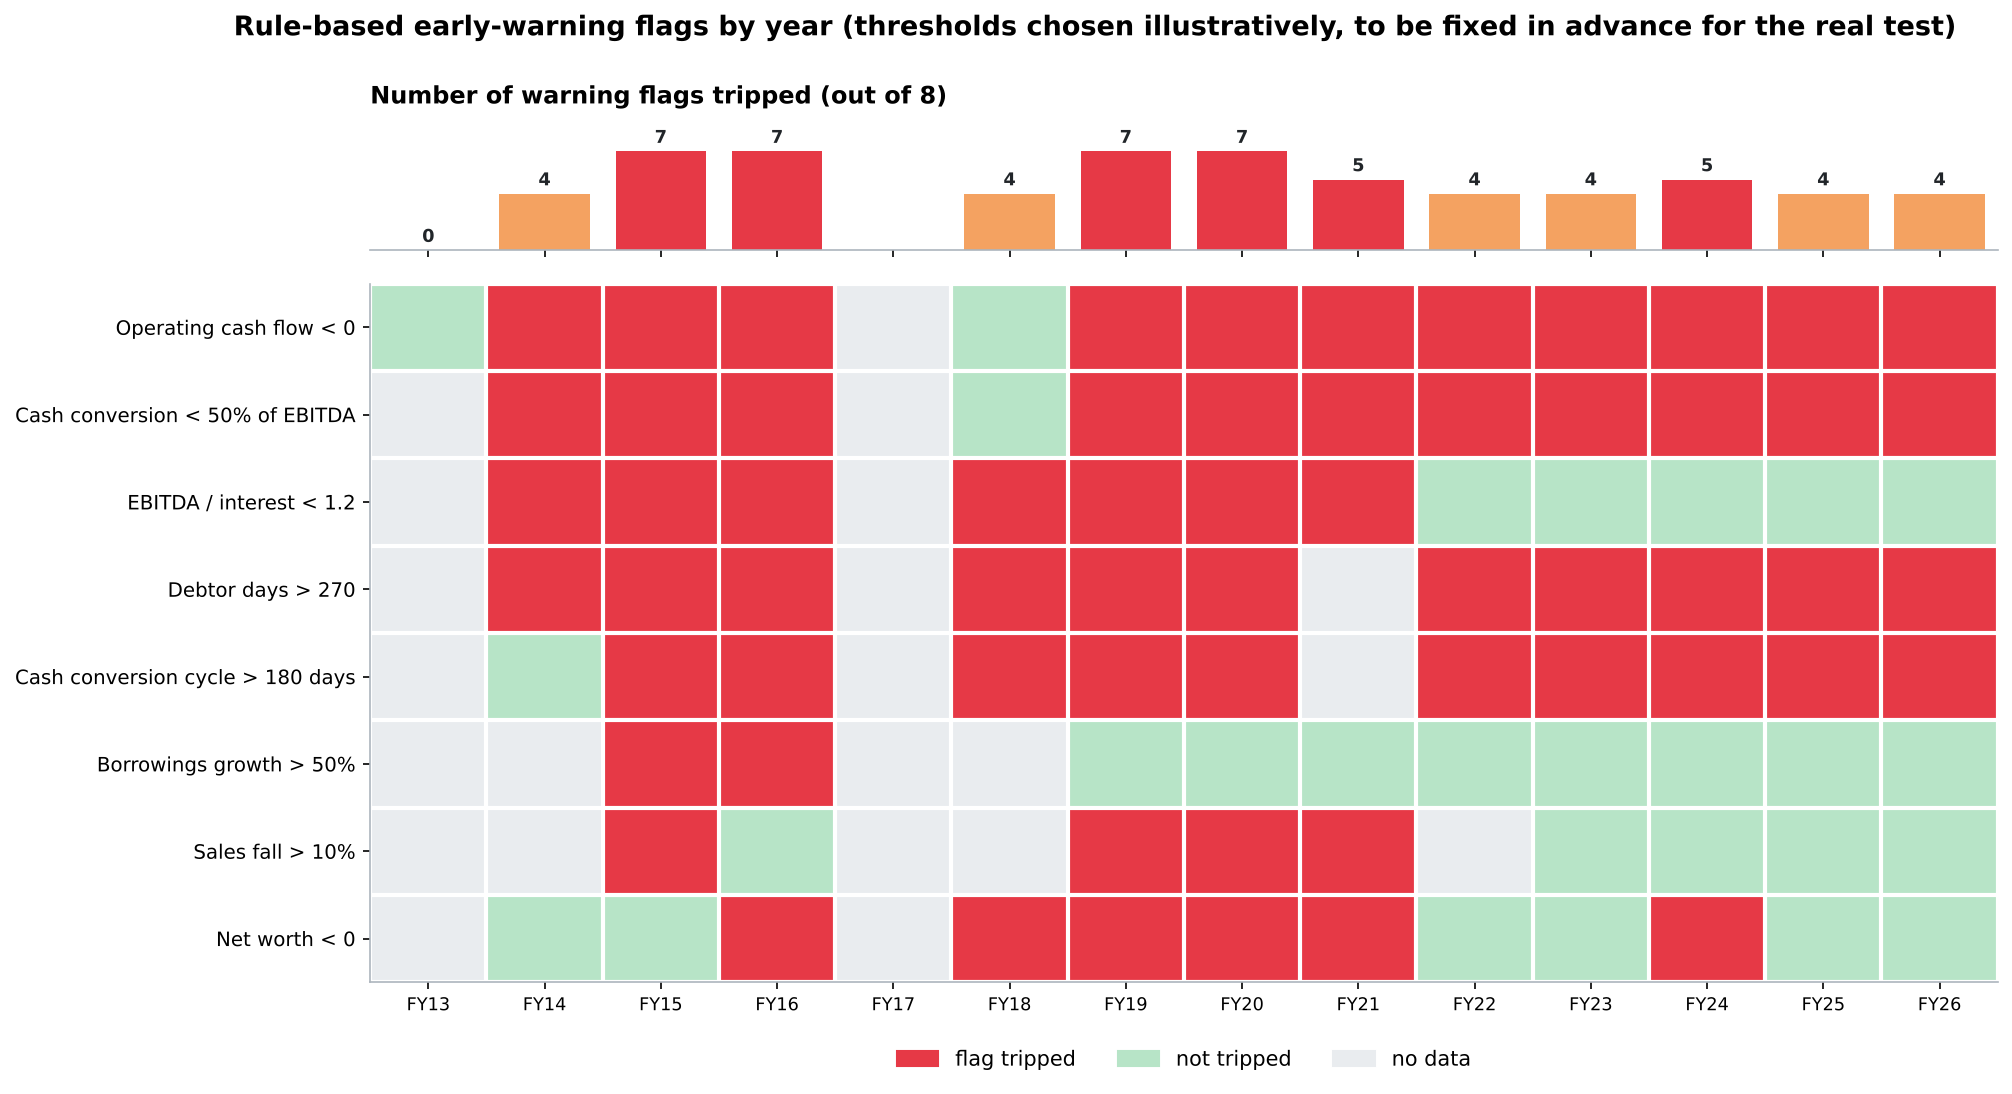 Rule-based early-warning flags by year (thresholds chosen illustratively, to be fixed in advance for the real test)
Number of warning flags tripped (out of 8)
0 4 7 7 4 7 7 5 4 4 5 4 4
Operating cash flow < 0
Cash conversion < 50% of EBITDA
EBITDA / interest < 1.2
Debtor days > 270
Cash conversion cycle > 180 days
Borrowings growth > 50%
Sales fall > 10%
Net worth < 0
FY13 FY14 FY15 FY16 FY17 FY18 FY19 FY20 FY21 FY22 FY23 FY24 FY25 FY26
flag tripped not tripped no data